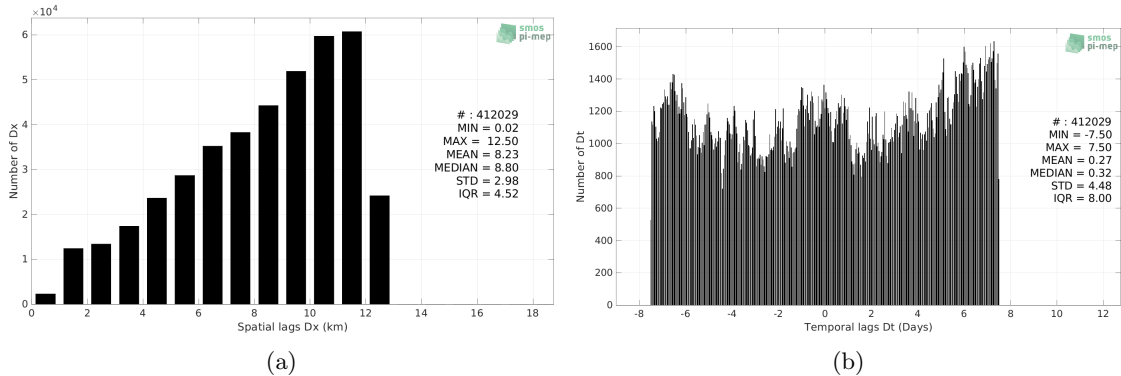 ×10⁴
smos
pi-mep
6
5
4
3
2
1
0
Number of Dx
# : 412029
MIN = 0.02
MAX = 12.50
MEAN = 8.23
MEDIAN = 8.80
STD = 2.98
IQR = 4.52
0 2 4 6 8 10 12 14 16 18
Spatial lags Dx (km)
(a)
smos
pi-mep
1600
1400
1200
1000
800
600
400
200
0
Number of Dt
# : 412029
MIN = -7.50
MAX = 7.50
MEAN = 0.27
MEDIAN = 0.32
STD = 4.48
IQR = 8.00
-8 -6 -4 -2 0 2 4 6 8 10 12
Temporal lags Dt (Days)
(b)